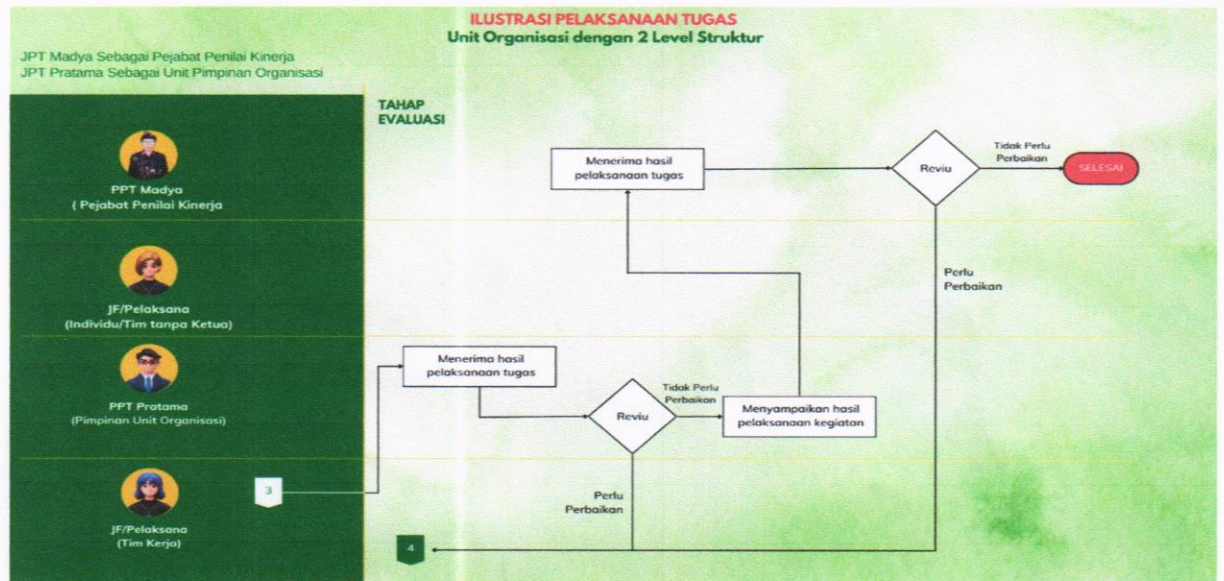 ILUSTRASI PELAKSANAAN TUGAS
Unit Organisasi dengan 2 Level Struktur
JPT Madya Sebagai Pejabat Penilai Kinerja
JPT Pratama Sebagai Unit Pimpinan Organisasi
TAHAP
EVALUASI
PPT Madya
( Pejabat Penilai Kinerja
Menerima hasil
pelaksanaan tugas
Reviu
Tidak Perlu
Perbaikan
SELESAI
JF/Pelaksana
(Individu/Tim tanpa Ketua)
Perlu
Perbaikan
PPT Pratama
(Pimpinan Unit Organisasi)
Menerima hasil
pelaksanaan tugas
Reviu
Tidak Perlu
Perbaikan
Menyampaikan hasil
pelaksanaan kegiatan
JF/Pelaksana
(Tim Kerja)
3
Perlu
Perbaikan
4